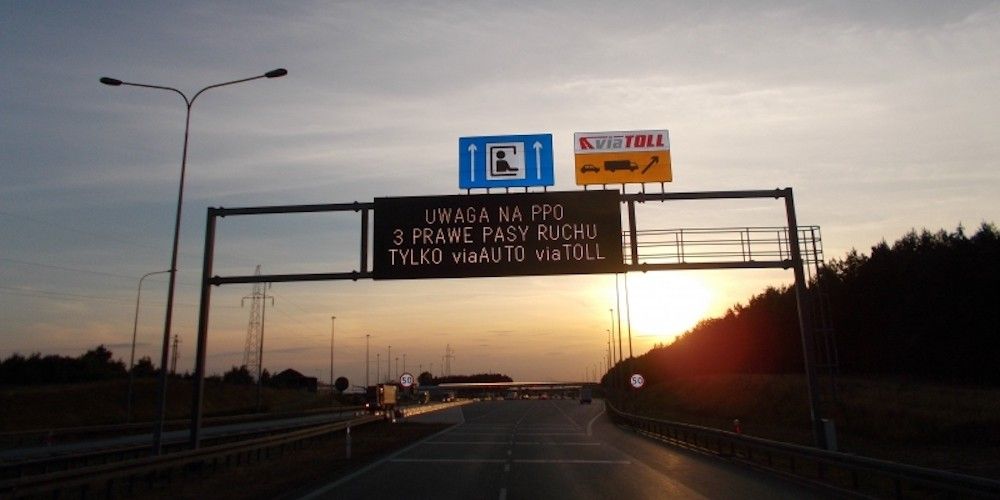 viaTOLL
UWAGA NA PPO
3 PRAWE PASY RUCHU
TYLKO viaAUTO viaTOLL
50
50